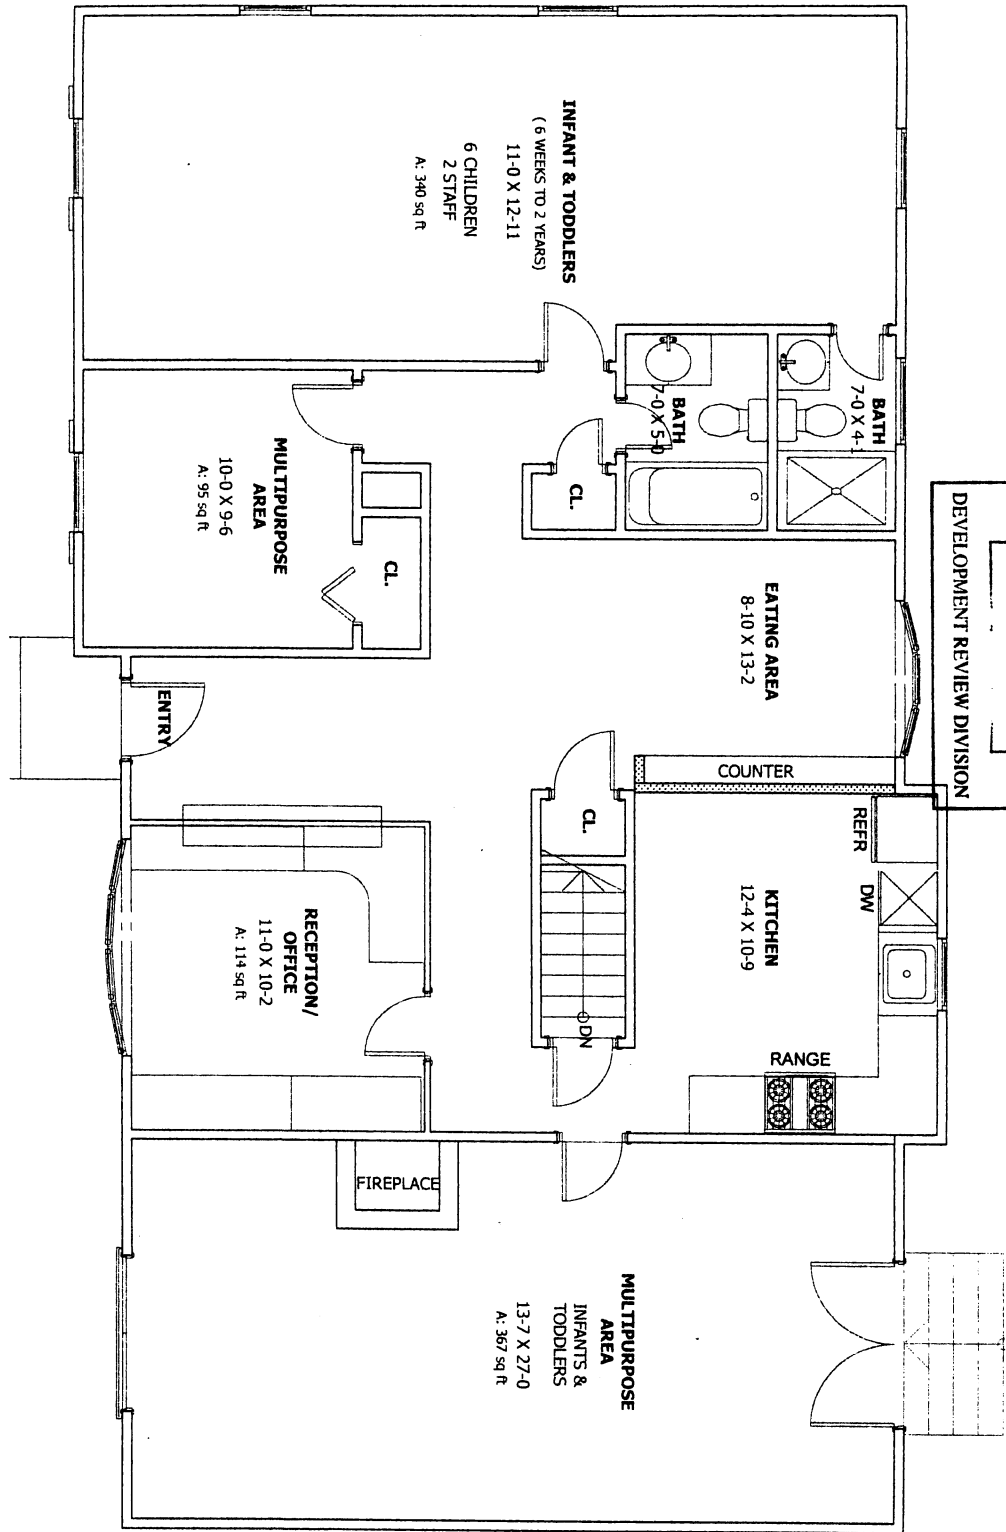 DEVELOPMENT REVIEW DIVISION
INFANT & TODDLERS
(6 WEEKS TO 2 YEARS)
11-0 X 12-11
6 CHILDREN
2 STAFF
A: 340 sq ft
BATH
7-0 X 4-1
BATH
7-0 X 5-0
CL.
MULTIPURPOSE
AREA
10-0 X 9-6
A: 95 sq ft
CL.
EATING AREA
8-10 X 13-2
ENTRY
COUNTER
CL.
REFR
DW
KITCHEN
12-4 X 10-9
RANGE
DN
RECEPTION/
OFFICE
11-0 X 10-2
A: 114 sq ft
FIREPLACE
MULTIPURPOSE
AREA
INFANTS &
TODDLERS
13-7 X 27-0
A: 367 sq ft